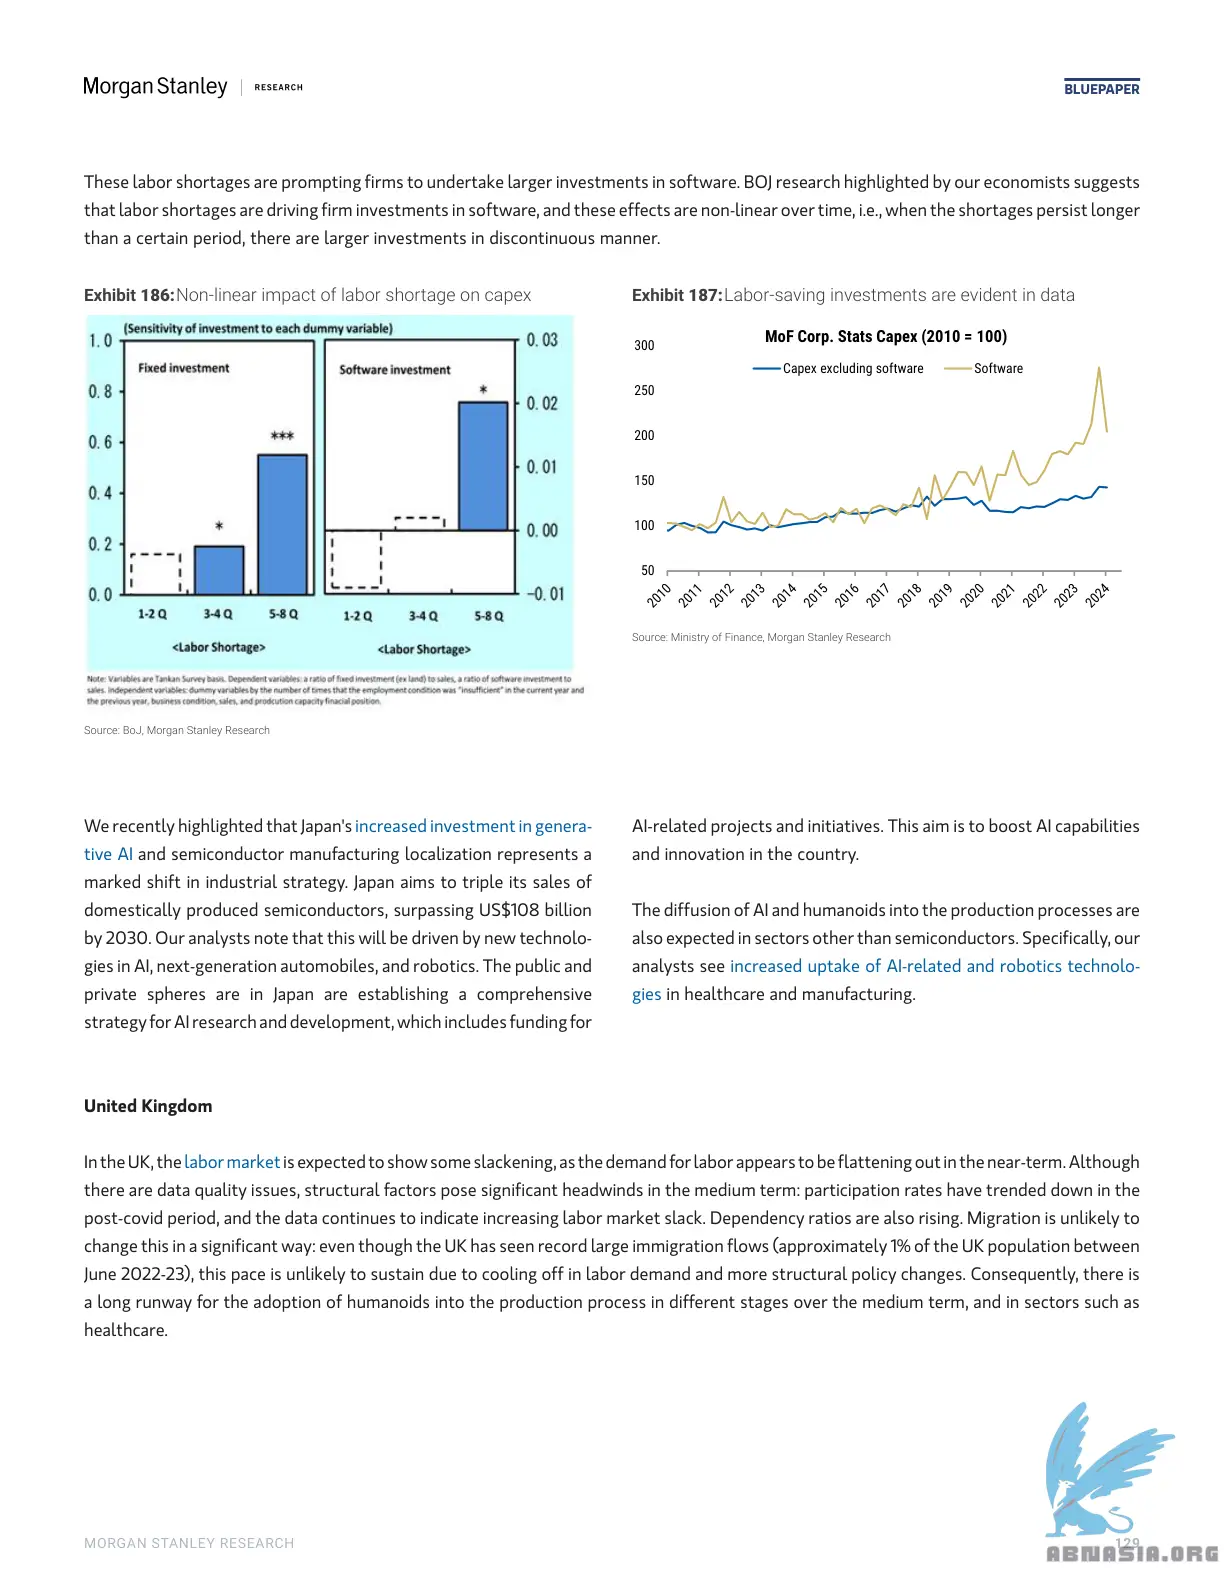 Morgan Stanley | RESEARCH
BLUEPAPER
These labor shortages are prompting firms to undertake larger investments in software. BOJ research highlighted by our economists suggests
that labor shortages are driving firm investments in software, and these effects are non-linear over time, i.e., when the shortages persist longer
than a certain period, there are larger investments in discontinuous manner.
Exhibit 186: Non-linear impact of labor shortage on capex
(Sensitivity of investment to each dummy variable)
1.0
0.8
0.6
0.4
0.2
0.0
Fixed investment
*
***
1-2 Q 3-4 Q 5-8 Q
<Labor Shortage>
Software investment
*
0.03
0.02
0.01
0.00
-0.01
1-2 Q 3-4 Q 5-8 Q
<Labor Shortage>
Note: Variables are Tankan Survey basis. Dependent variables: a ratio of fixed investment (ex land) to sales, a ratio of software investment to
sales. Independent variables: dummy variables by the number of times that the employment condition was "insufficient" in the current year and
the previous year, business condition, sales, and prodcution capacity finacial position.
Source: BoJ, Morgan Stanley Research
Exhibit 187: Labor-saving investments are evident in data
MoF Corp. Stats Capex (2010 = 100)
Capex excluding software Software
300
250
200
150
100
50
2010 2011 2012 2013 2014 2015 2016 2017 2018 2019 2020 2021 2022 2023 2024
Source: Ministry of Finance, Morgan Stanley Research
We recently highlighted that Japan's increased investment in genera-
tive AI and semiconductor manufacturing localization represents a
marked shift in industrial strategy. Japan aims to triple its sales of
domestically produced semiconductors, surpassing US$108 billion
by 2030. Our analysts note that this will be driven by new technolo-
gies in AI, next-generation automobiles, and robotics. The public and
private spheres are in Japan are establishing a comprehensive
strategy for AI research and development, which includes funding for
AI-related projects and initiatives. This aim is to boost AI capabilities
and innovation in the country.
The diffusion of AI and humanoids into the production processes are
also expected in sectors other than semiconductors. Specifically, our
analysts see increased uptake of AI-related and robotics technolo-
gies in healthcare and manufacturing.
United Kingdom
In the UK, the labor market is expected to show some slackening, as the demand for labor appears to be flattening out in the near-term. Although
there are data quality issues, structural factors pose significant headwinds in the medium term: participation rates have trended down in the
post-covid period, and the data continues to indicate increasing labor market slack. Dependency ratios are also rising. Migration is unlikely to
change this in a significant way: even though the UK has seen record large immigration flows (approximately 1% of the UK population between
June 2022-23), this pace is unlikely to sustain due to cooling off in labor demand and more structural policy changes. Consequently, there is
a long runway for the adoption of humanoids into the production process in different stages over the medium term, and in sectors such as
healthcare.
MORGAN STANLEY RESEARCH
129
ABNASIA.ORG